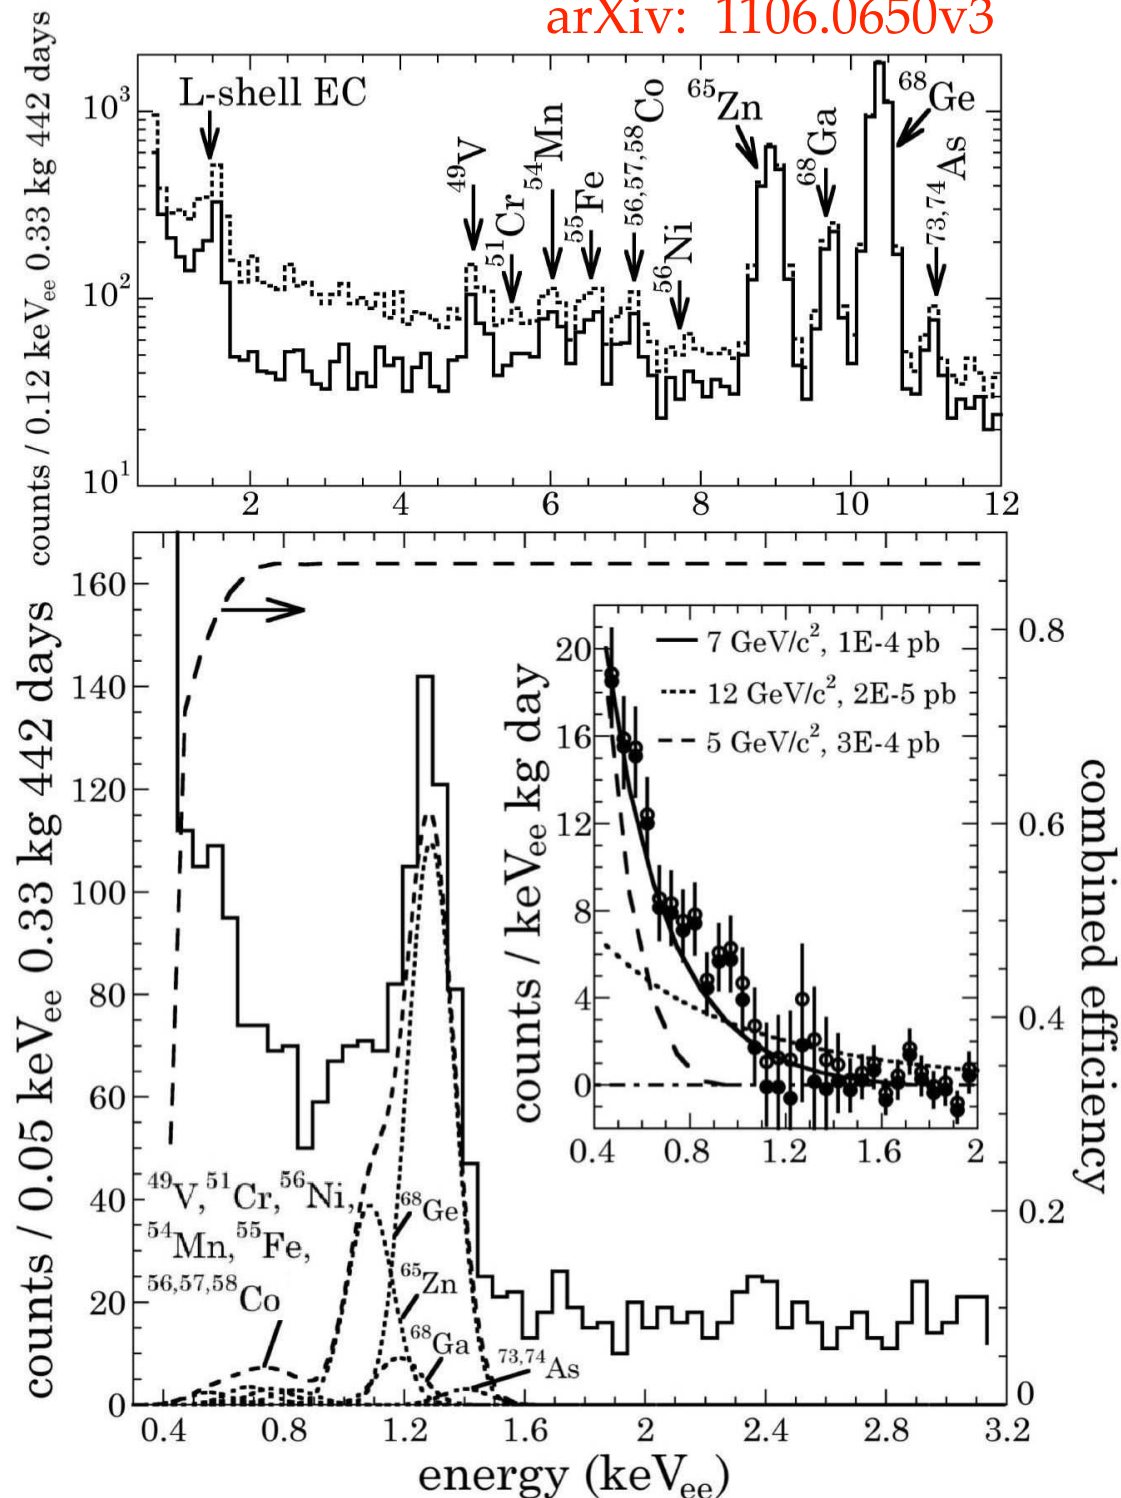 arXiv: 1106.0650v3
counts / 0.12 keVee 0.33 kg 442 days
10³
10²
10¹
L-shell EC
⁴⁹V
⁵¹Cr
⁵⁴Mn
⁵⁵Fe
⁵⁶,⁵⁷,⁵⁸Co
⁵⁶Ni
⁶⁵Zn
⁶⁸Ga
⁶⁸Ge
⁷³,⁷⁴As
2 4 6 8 10 12
counts / 0.05 keVee 0.33 kg 442 days
160
140
120
100
80
60
40
20
0
⁴⁹V, ⁵¹Cr, ⁵⁶Ni,
⁵⁴Mn, ⁵⁵Fe,
⁵⁶,⁵⁷,⁵⁸Co
⁶⁸Ge
⁶⁵Zn
⁶⁸Ga
⁷³,⁷⁴As
counts / keVee kg day
20
16
12
8
4
0
7 GeV/c², 1E-4 pb
12 GeV/c², 2E-5 pb
5 GeV/c², 3E-4 pb
0.4 0.8 1.2 1.6 2
0.8
0.6
0.4
0.2
0
combined efficiency
0.4 0.8 1.2 1.6 2 2.4 2.8 3.2
energy (keVee)